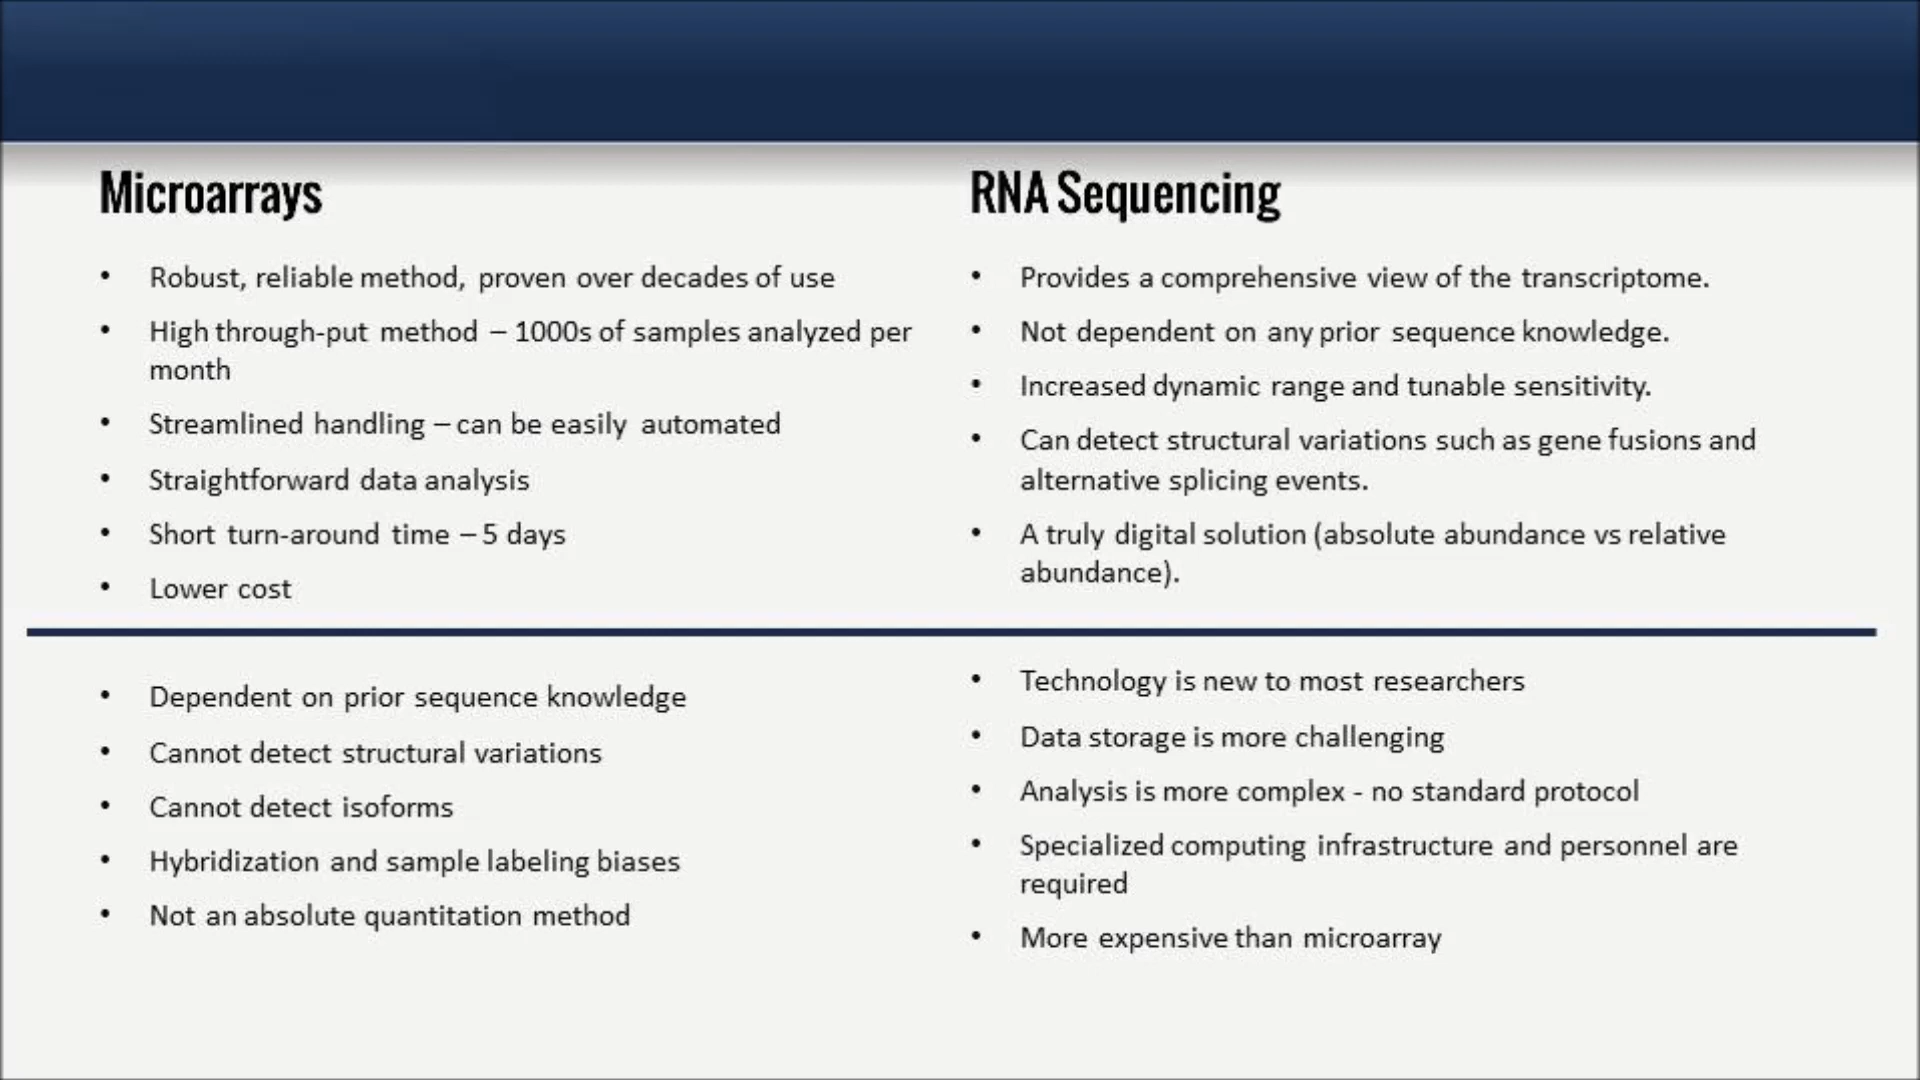 Microarrays
• Robust, reliable method, proven over decades of use
• High through-put method – 1000s of samples analyzed per
month
• Streamlined handling – can be easily automated
• Straightforward data analysis
• Short turn-around time – 5 days
• Lower cost
• Dependent on prior sequence knowledge
• Cannot detect structural variations
• Cannot detect isoforms
• Hybridization and sample labeling biases
• Not an absolute quantitation method
RNA Sequencing
• Provides a comprehensive view of the transcriptome.
• Not dependent on any prior sequence knowledge.
• Increased dynamic range and tunable sensitivity.
• Can detect structural variations such as gene fusions and
alternative splicing events.
• A truly digital solution (absolute abundance vs relative
abundance).
• Technology is new to most researchers
• Data storage is more challenging
• Analysis is more complex - no standard protocol
• Specialized computing infrastructure and personnel are
required
• More expensive than microarray